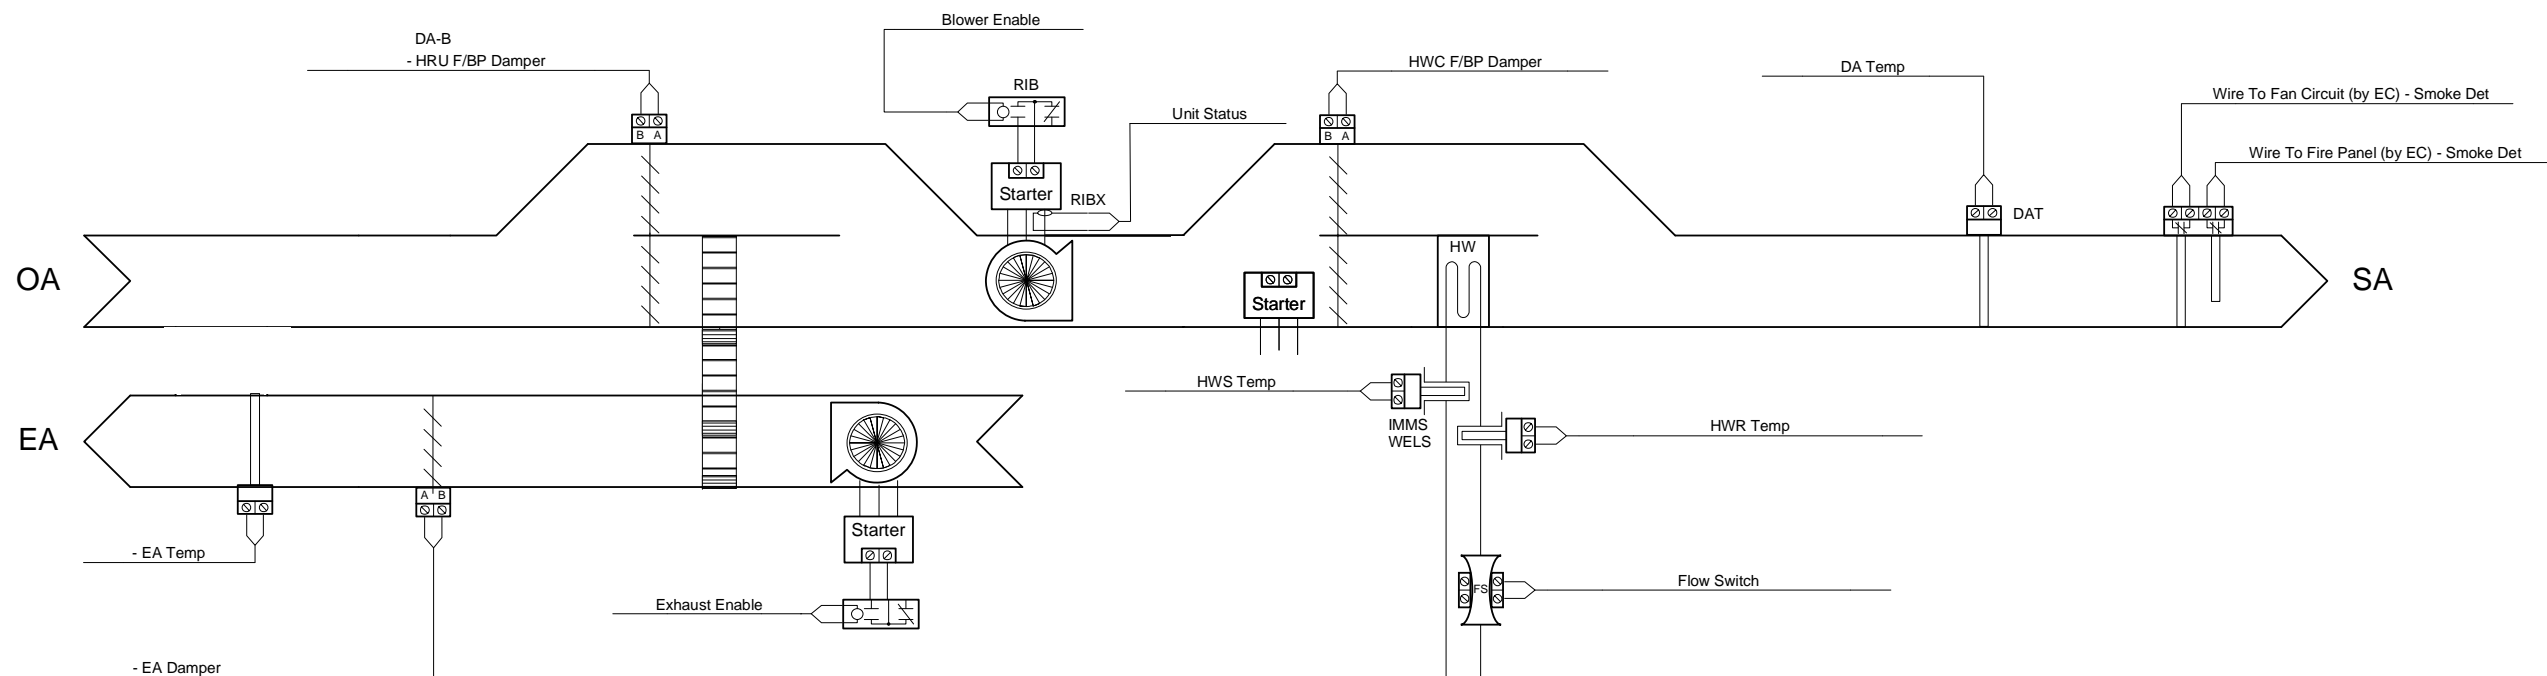 Blower Enable
DA-B
- HRU F/BP Damper
HWC F/BP Damper
DA Temp
RIB
Wire To Fan Circuit (by EC) - Smoke Det
Unit Status
B A
B A
Wire To Fire Panel (by EC) - Smoke Det
Starter
RIBX
DAT
HW
OA
SA
Starter
HWS Temp
IMMS
WELS
HWR Temp
EA
A B
Starter
- EA Temp
FS
Flow Switch
Exhaust Enable
- EA Damper